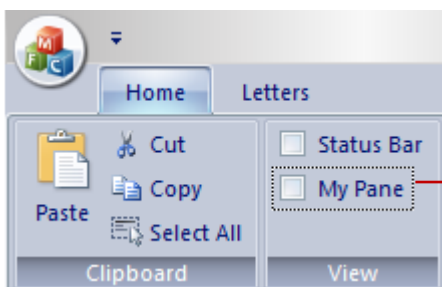 M
F C
Home Letters
Cut Status Bar
Copy My Pane
Paste
Select All
Clipboard View